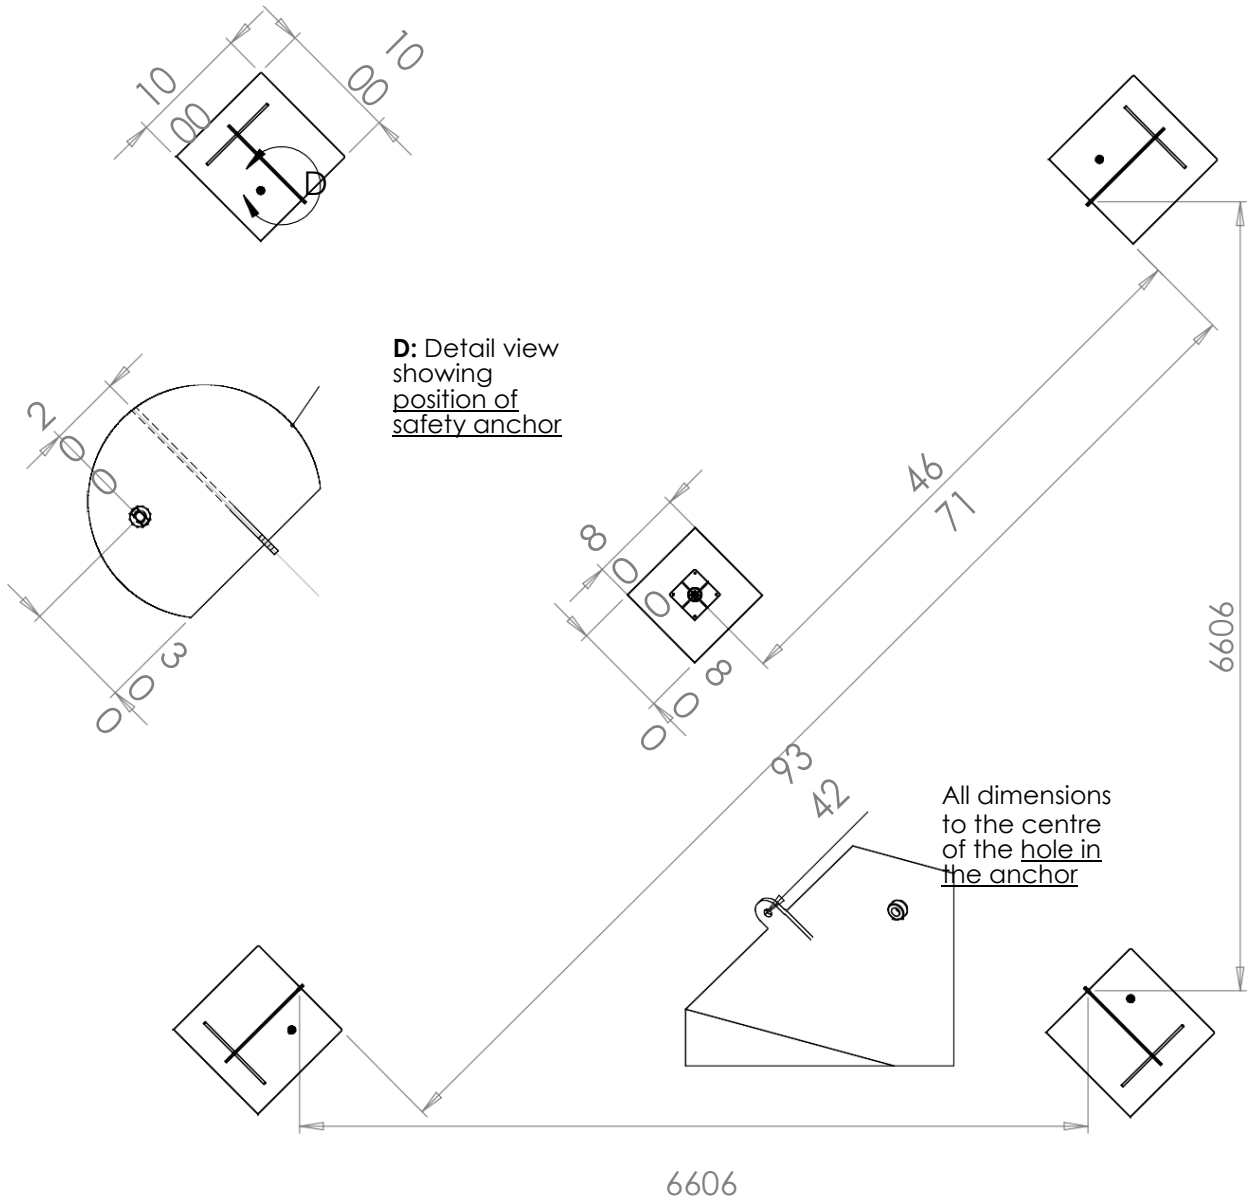 10
00
10
00
D
D: Detail view
showing
position of
safety anchor
2
0
0
46
71
8
0
0
6606
3
0
0
8
0
0
93
42
All dimensions
to the centre
of the hole in
the anchor
6606